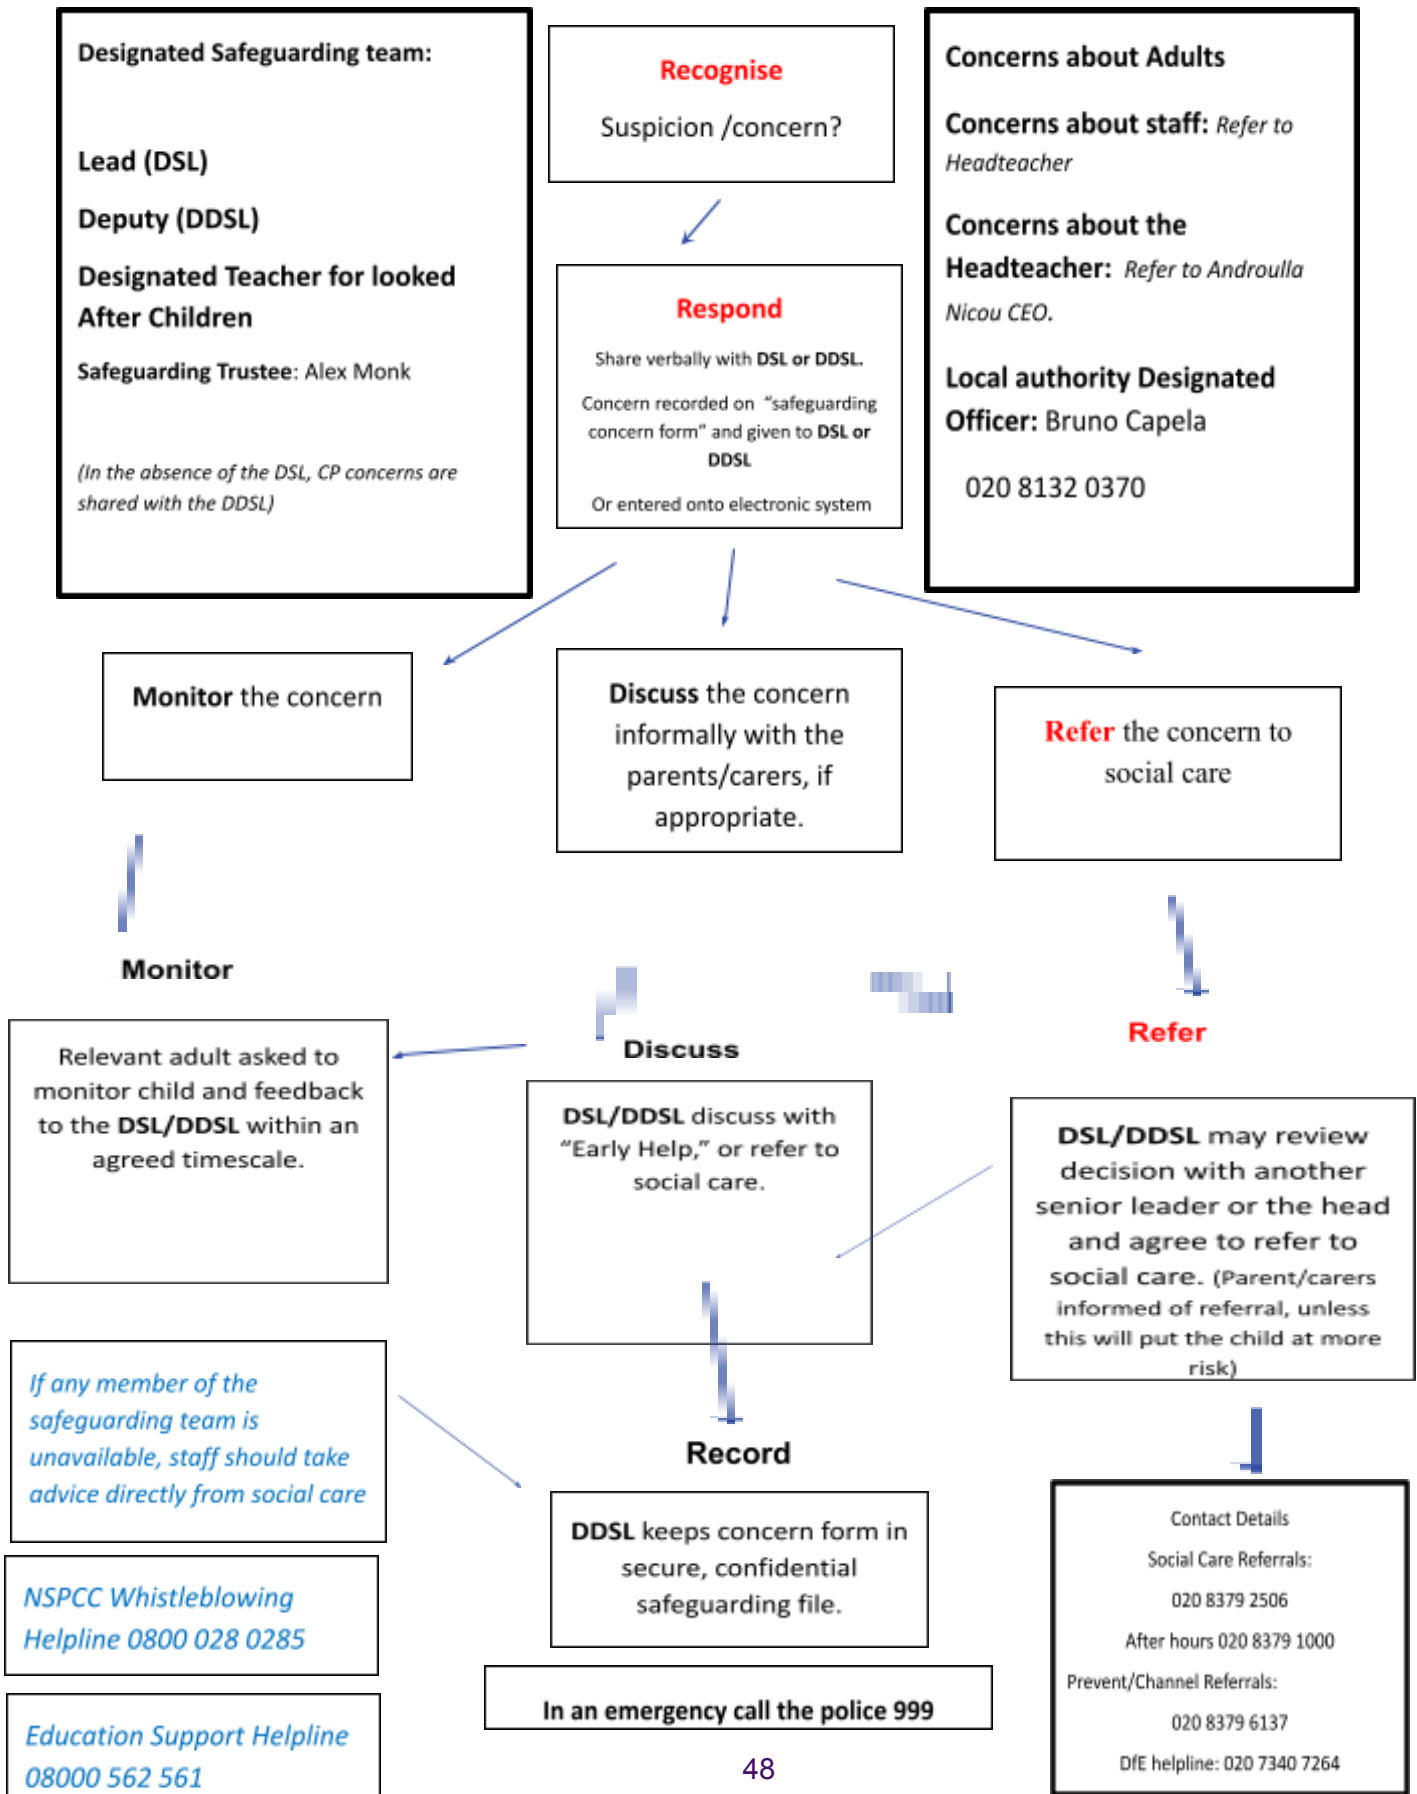 Designated Safeguarding team:
Lead (DSL)
Deputy (DDSL)
Designated Teacher for looked
After Children
Safeguarding Trustee: Alex Monk
(In the absence of the DSL, CP concerns are
shared with the DDSL)
Recognise
Suspicion /concern?
Concerns about Adults
Concerns about staff: Refer to
Headteacher
Concerns about the
Headteacher: Refer to Androulla
Nicou CEO.
Local authority Designated
Officer: Bruno Capela
020 8132 0370
Respond
Share verbally with DSL or DDSL.
Concern recorded on "safeguarding
concern form" and given to DSL or
DDSL
Or entered onto electronic system
Monitor the concern
Discuss the concern
informally with the
parents/carers, if
appropriate.
Refer the concern to
social care
Monitor
Relevant adult asked to
monitor child and feedback
to the DSL/DDSL within an
agreed timescale.
Discuss
DSL/DDSL discuss with
"Early Help," or refer to
social care.
Refer
DSL/DDSL may review
decision with another
senior leader or the head
and agree to refer to
social care. (Parent/carers
informed of referral, unless
this will put the child at more
risk)
If any member of the
safeguarding team is
unavailable, staff should take
advice directly from social care
Record
DDSL keeps concern form in
secure, confidential
safeguarding file.
Contact Details
Social Care Referrals:
020 8379 2506
After hours 020 8379 1000
Prevent/Channel Referrals:
020 8379 6137
DfE helpline: 020 7340 7264
NSPCC Whistleblowing
Helpline 0800 028 0285
In an emergency call the police 999
Education Support Helpline
08000 562 561
48